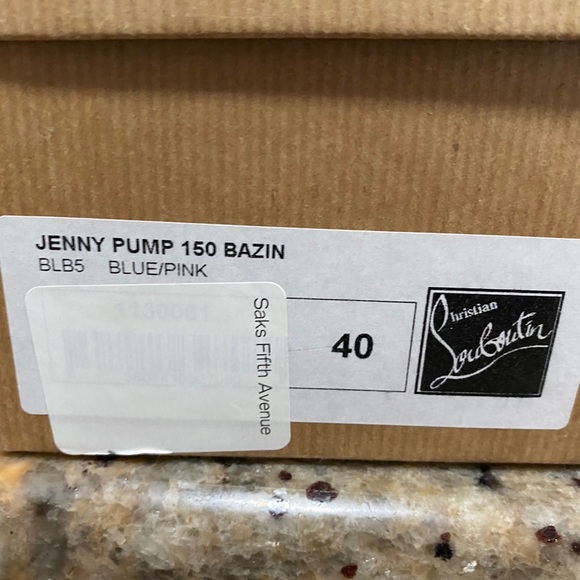 JENNY PUMP 150 BAZIN
BLB5 BLUE/PINK
Saks Fifth Avenue
40
Christian
Louboutin